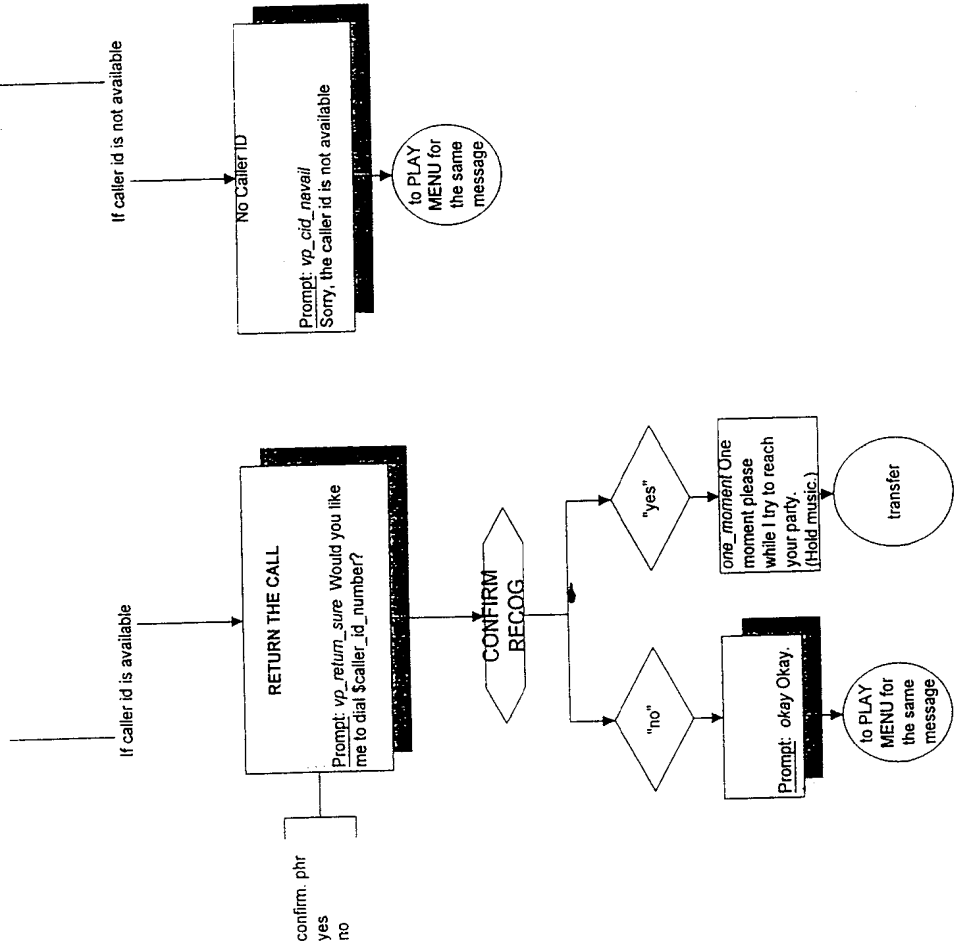 If caller id is available
RETURN THE CALL
Prompt: vp_return_sure Would you like
me to dial $caller_id_number?
confirm. phr
yes
no
CONFIRM
RECOG
"no"
"yes"
Prompt: okay Okay.
to PLAY
MENU for
the same
message
one_moment One
moment please
while I try to reach
your party.
(Hold music.)
transfer
If caller id is not available
No Caller ID
Prompt: vp_cid_navail
Sorry, the caller id is not available
to PLAY
MENU for
the same
message